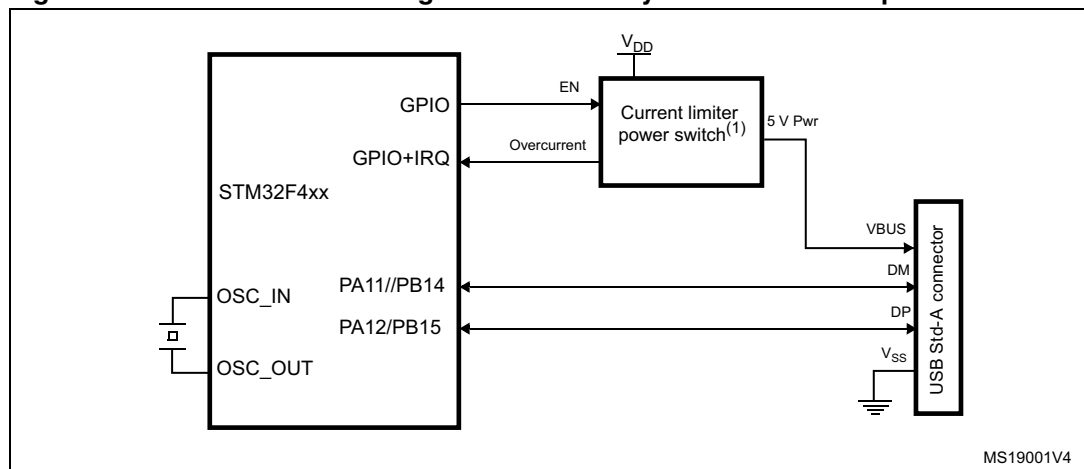 V_DD
EN
GPIO
Current limiter
power switch(1)
5 V Pwr
Overcurrent
GPIO+IRQ
STM32F4xx
VBUS
DM
PA11//PB14
OSC_IN
DP
PA12/PB15
V_SS
OSC_OUT
USB Std-A connector
MS19001V4